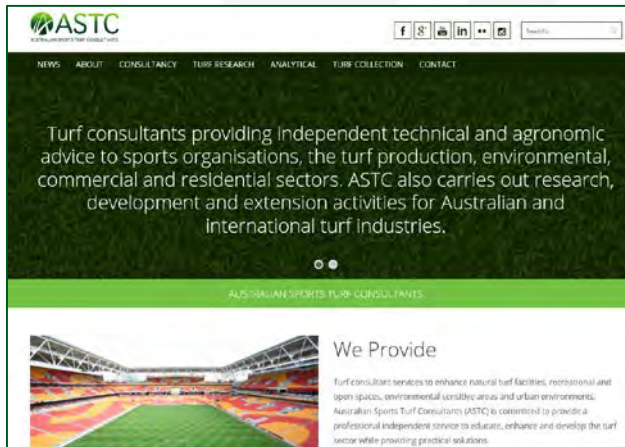 ASTC
AUSTRALIAN SPORTS TURF CONSULTANTS
Search...
NEWS ABOUT CONSULTANCY TURF RESEARCH ANALYTICAL TURF COLLECTION CONTACT
Turf consultants providing independent technical and agronomic
advice to sports organisations, the turf production, environmental,
commercial and residential sectors. ASTC also carries out research,
development and extension activities for Australian and
international turf industries.
AUSTRALIAN SPORTS TURF CONSULTANTS
We Provide
Turf consultant services to enhance natural turf facilities, recreational and
open spaces, environmental sensitive areas and urban environments.
Australian Sports Turf Consultants (ASTC) is committed to provide a
professional independent service to educate, enhance and develop the turf
sector while providing practical solutions.